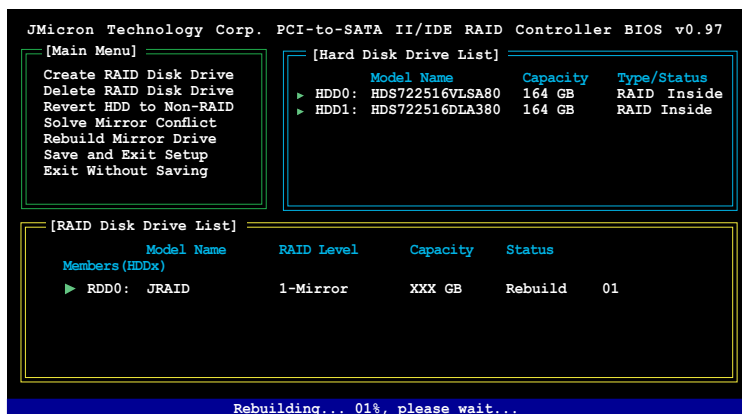 JMicron Technology Corp. PCI-to-SATA II/IDE RAID Controller BIOS v0.97
[Main Menu]
Create RAID Disk Drive
Delete RAID Disk Drive
Revert HDD to Non-RAID
Solve Mirror Conflict
Rebuild Mirror Drive
Save and Exit Setup
Exit Without Saving
[Hard Disk Drive List]
Model Name Capacity Type/Status
HDD0: HDS722516VLSA80 164 GB RAID Inside
HDD1: HDS722516DLA380 164 GB RAID Inside
[RAID Disk Drive List]
Model Name RAID Level Capacity Status
Members(HDDx)
RDD0: JRAID 1-Mirror XXX GB Rebuild 01
Rebuilding... 01%, please wait...